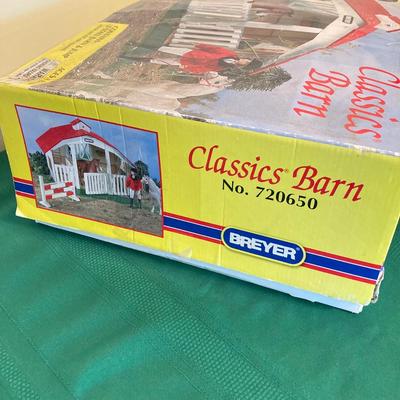 Classics
Barn
Classics® Barn
No. 720650
BREYER